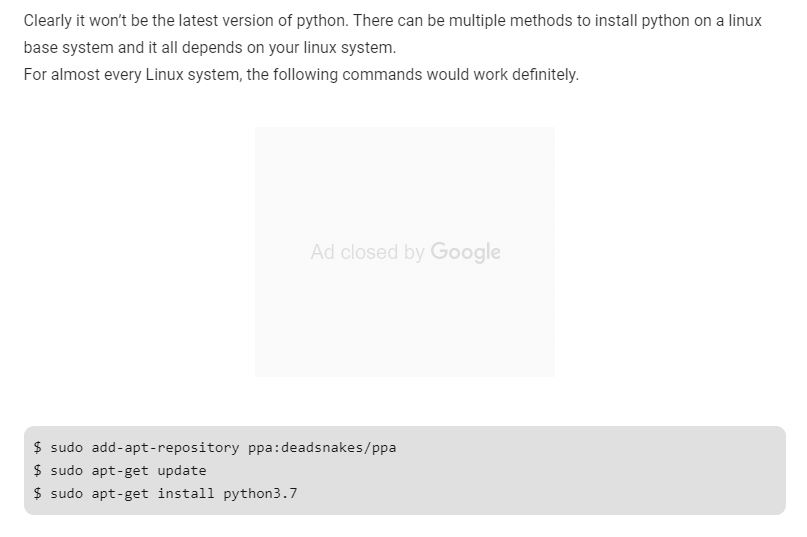 Clearly it won’t be the latest version of python. There can be multiple methods to install python on a linux
base system and it all depends on your linux system.
For almost every Linux system, the following commands would work definitely.
Ad closed by Google
$ sudo add-apt-repository ppa:deadsnakes/ppa
$ sudo apt-get update
$ sudo apt-get install python3.7